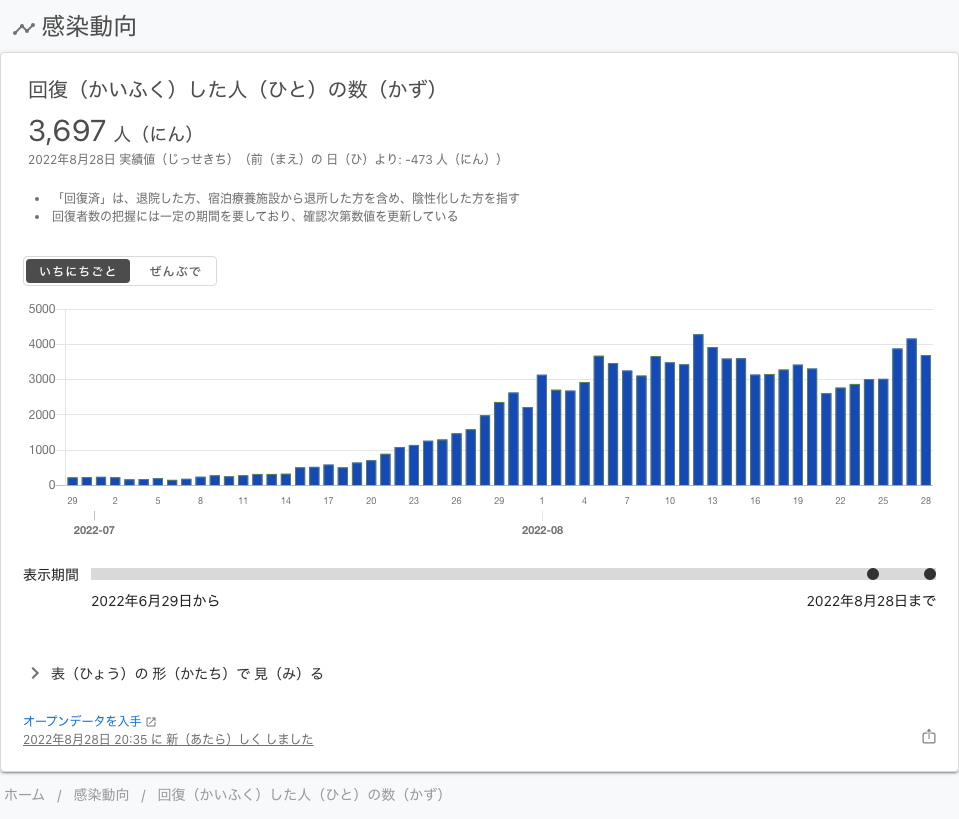 感染動向
回復（かいふく）した人（ひと）の数（かず）
3,697 人（にん）
2022年8月28日 実績値（じっせきち）（前（まえ）の 日（ひ）より: -473 人（にん））
「回復済」は、退院した方、宿泊療養施設から退所した方を含め、陰性化した方を指す
回復者数の把握には一定の期間を要しており、確認次第数値を更新している
いちにちごと ぜんぶで
5000
4000
3000
2000
1000
0
29 2 5 8 11 14 17 20 23 26 29 1 4 7 10 13 16 19 22 25 28
2022-07 2022-08
表示期間
2022年6月29日から 2022年8月28日まで
表（ひょう）の 形（かたち）で 見（み）る
オープンデータを入手
2022年8月28日 20:35 に 新（あたら）しく しました
ホーム / 感染動向 / 回復（かいふく）した人（ひと）の数（かず）